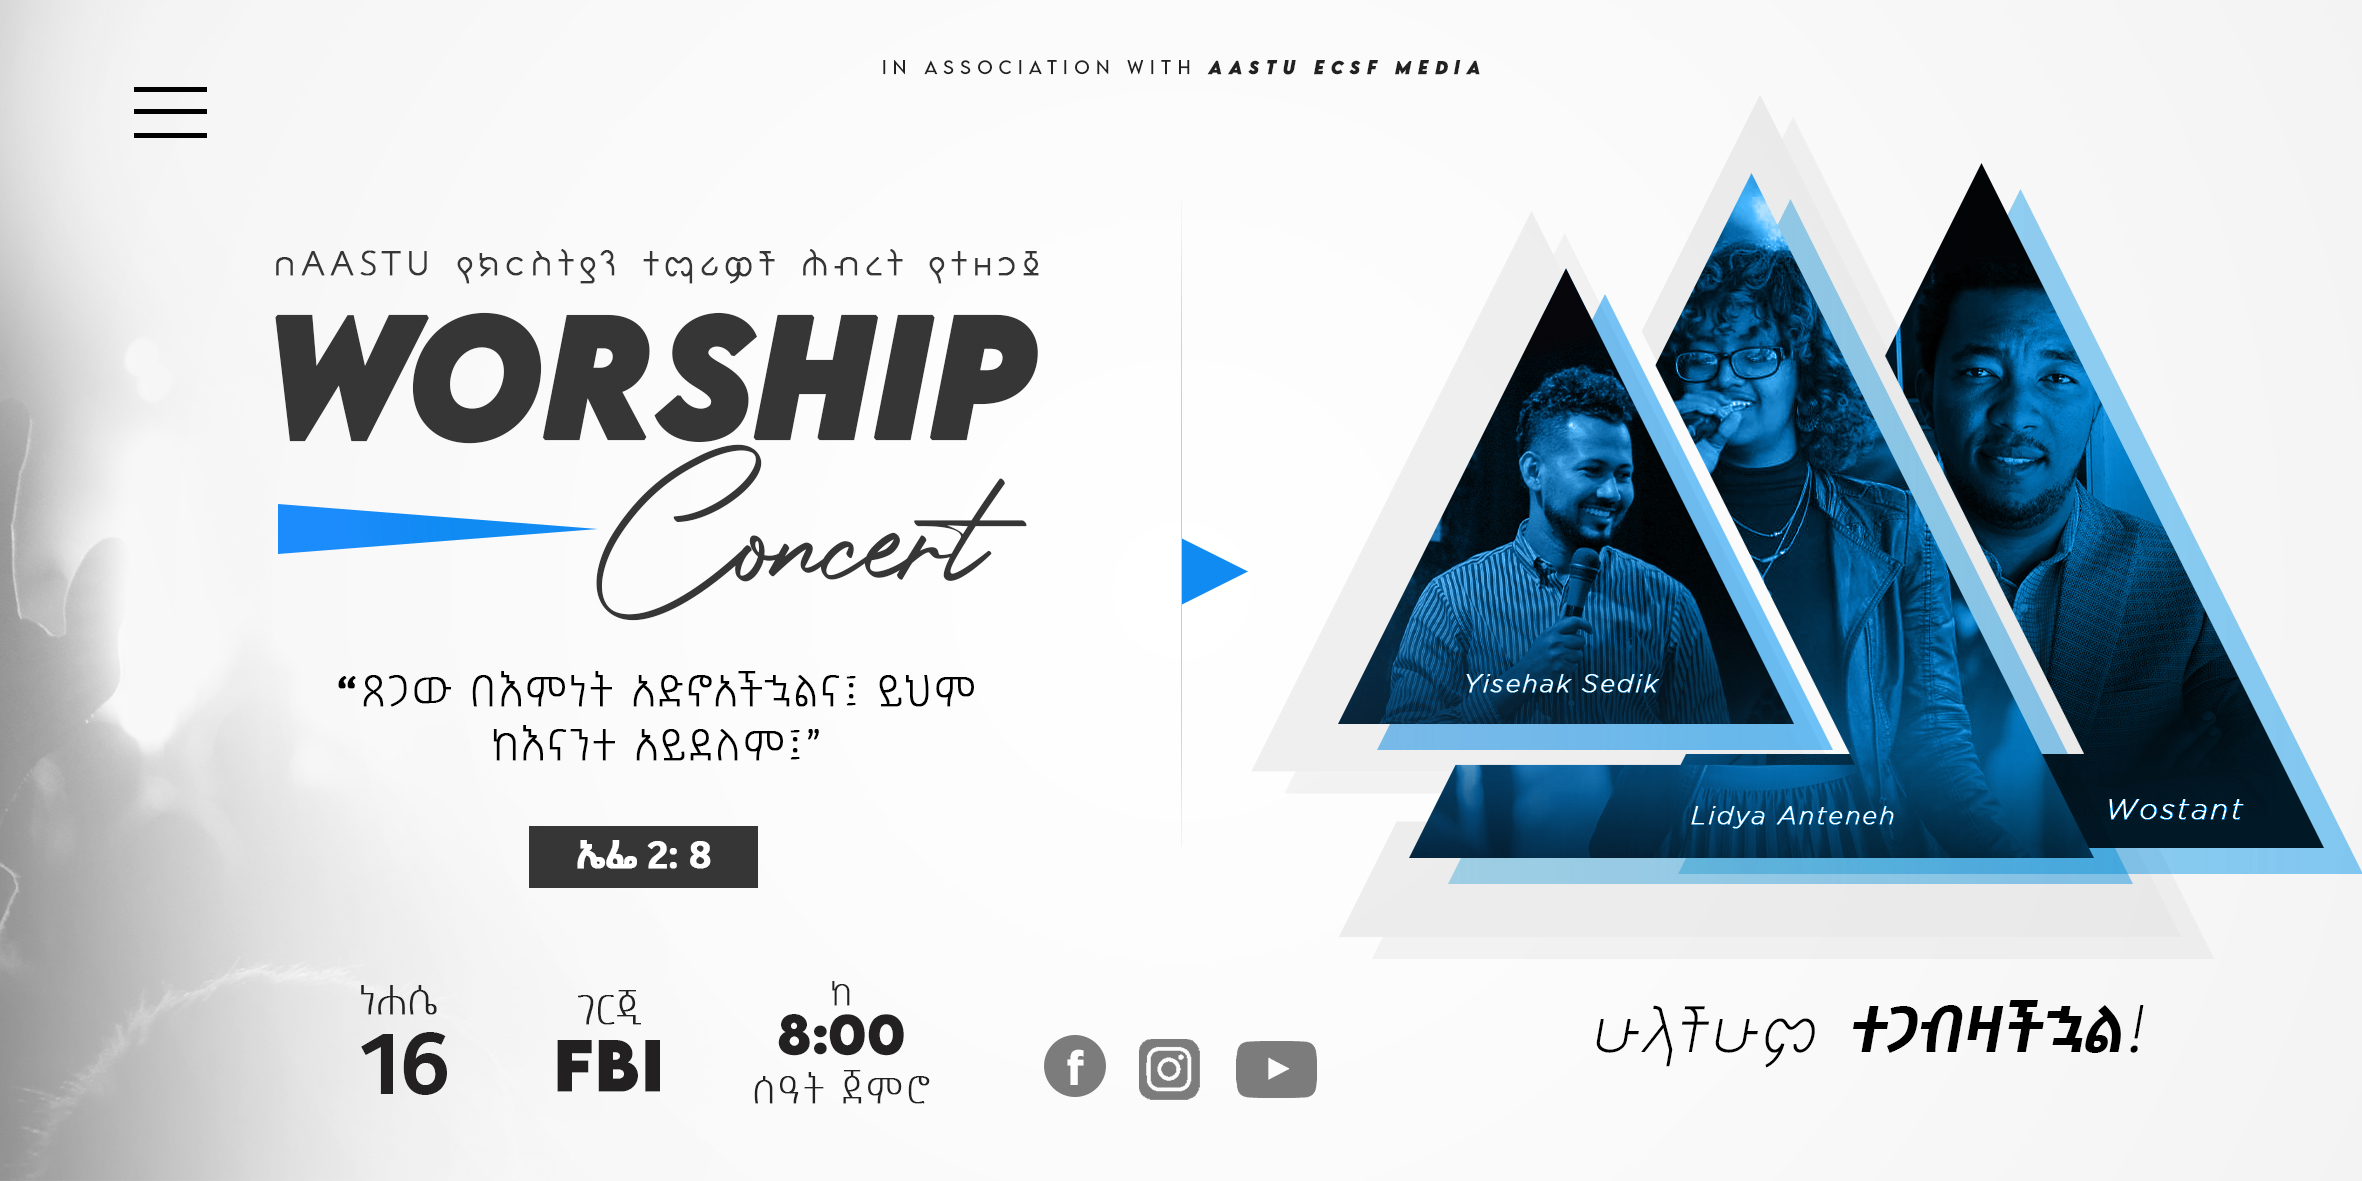 IN ASSOCIATION WITH AASTU ECSF MEDIA
በAASTU የክርስትያን ተማሪዎች ሕብረት የተዘጋጀ
WORSHIP
Concert
“ጸጋው በእምነት አድኖአችኋልና፤ ይህም
ከእናንተ አይደለም፤”
ኤፌ 2: 8
ነሐሴ
16
ገርጂ
FBI
ከ
8:00
ሰዓት ጀምሮ
Yisehak Sedik
Lidya Anteneh
Wostant
ሁላችሁም ተጋብዛችኋል!